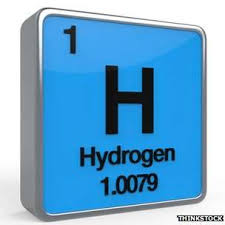 1
H
Hydrogen
1.0079
THINKSTOCK